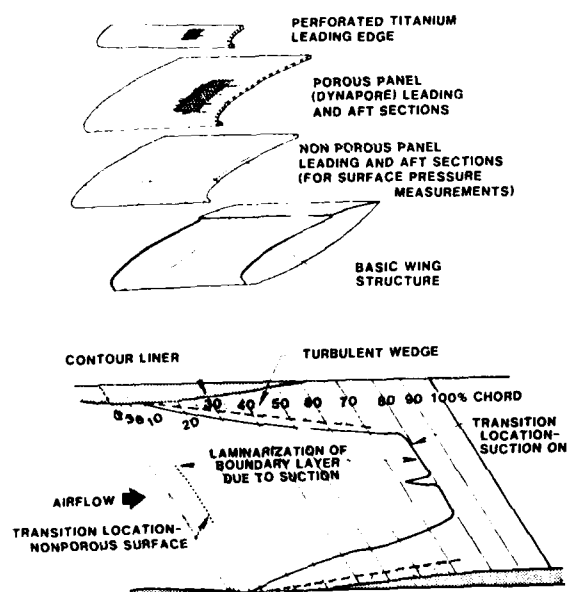 PERFORATED TITANIUM
LEADING EDGE
POROUS PANEL
(DYNAPORE) LEADING
AND AFT SECTIONS
NON POROUS PANEL
LEADING AND AFT SECTIONS
(FOR SURFACE PRESSURE
MEASUREMENTS)
BASIC WING
STRUCTURE
CONTOUR LINER
TURBULENT WEDGE
10 20 30 40 50 60 70 80 90 100% CHORD
TRANSITION
LOCATION-
SUCTION ON
LAMINARIZATION OF
BOUNDARY LAYER
DUE TO SUCTION
AIRFLOW
TRANSITION LOCATION-
NONPOROUS SURFACE